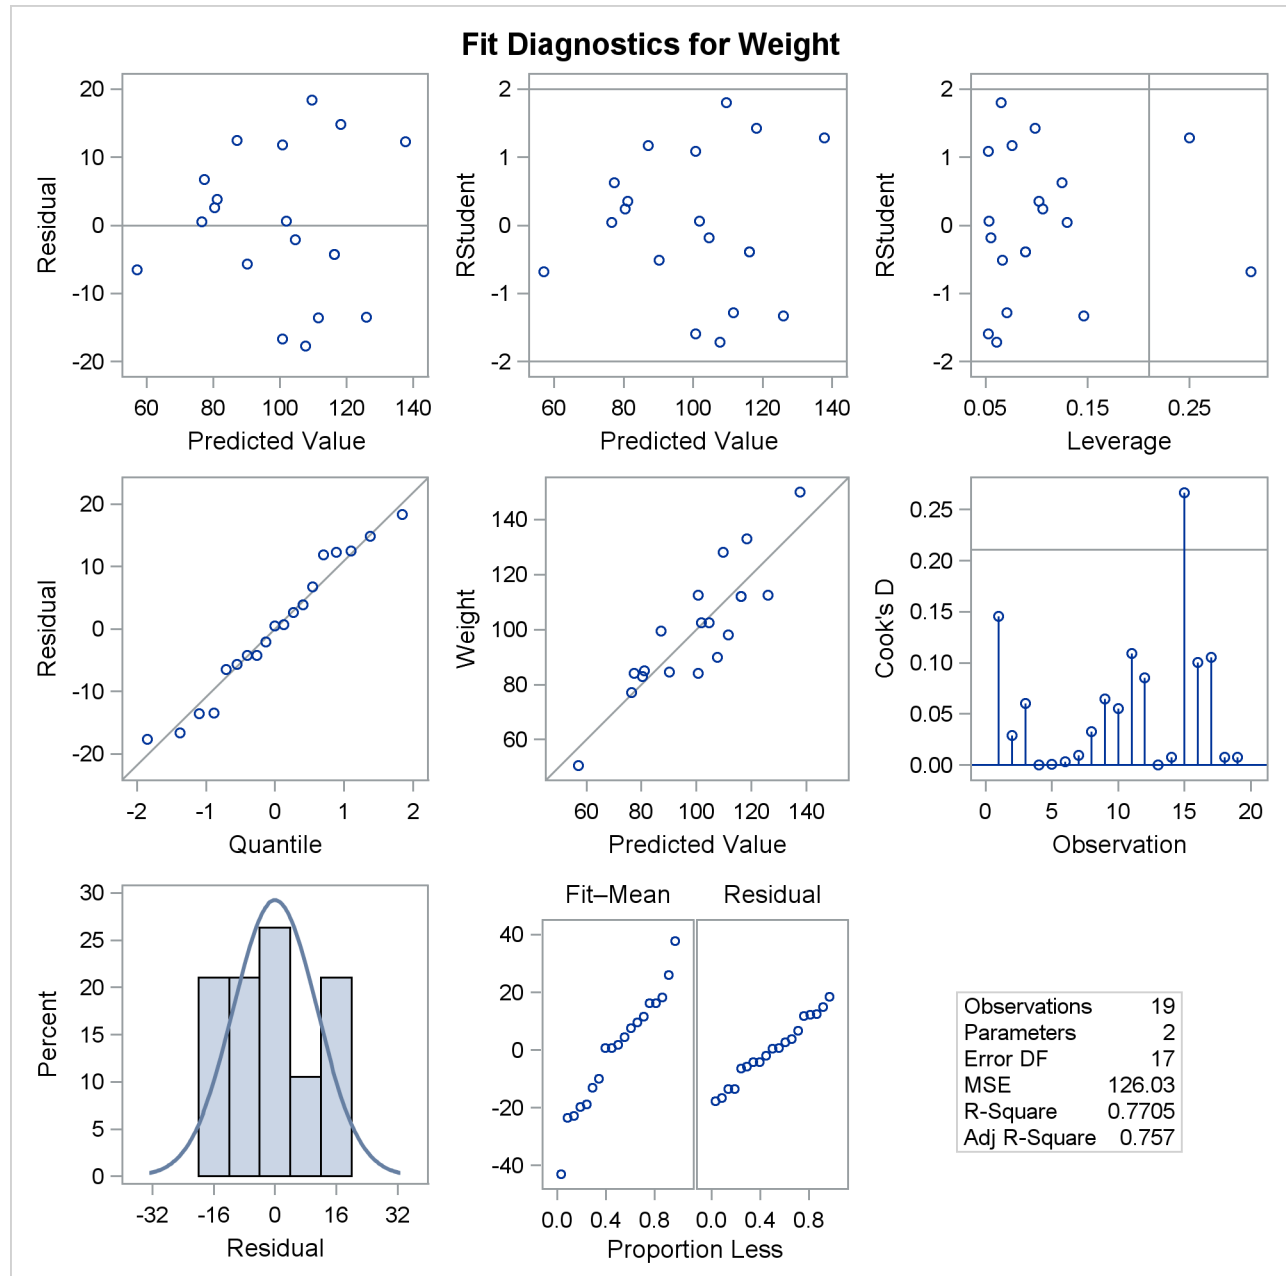 Fit Diagnostics for Weight
20
10
0
-10
-20
Residual
60 80 100 120 140
Predicted Value
2
1
0
-1
-2
RStudent
60 80 100 120 140
Predicted Value
2
1
0
-1
-2
RStudent
0.05 0.15 0.25
Leverage
20
10
0
-10
-20
Residual
-2 -1 0 1 2
Quantile
140
120
100
80
60
Weight
60 80 100 120 140
Predicted Value
0.25
0.20
0.15
0.10
0.05
0.00
Cook's D
0 5 10 15 20
Observation
30
25
20
15
10
5
0
Percent
-32 -16 0 16 32
Residual
Fit–Mean Residual
40
20
0
-20
-40
0.0 0.4 0.8 0.0 0.4 0.8
Proportion Less
Observations 19
Parameters 2
Error DF 17
MSE 126.03
R-Square 0.7705
Adj R-Square 0.757